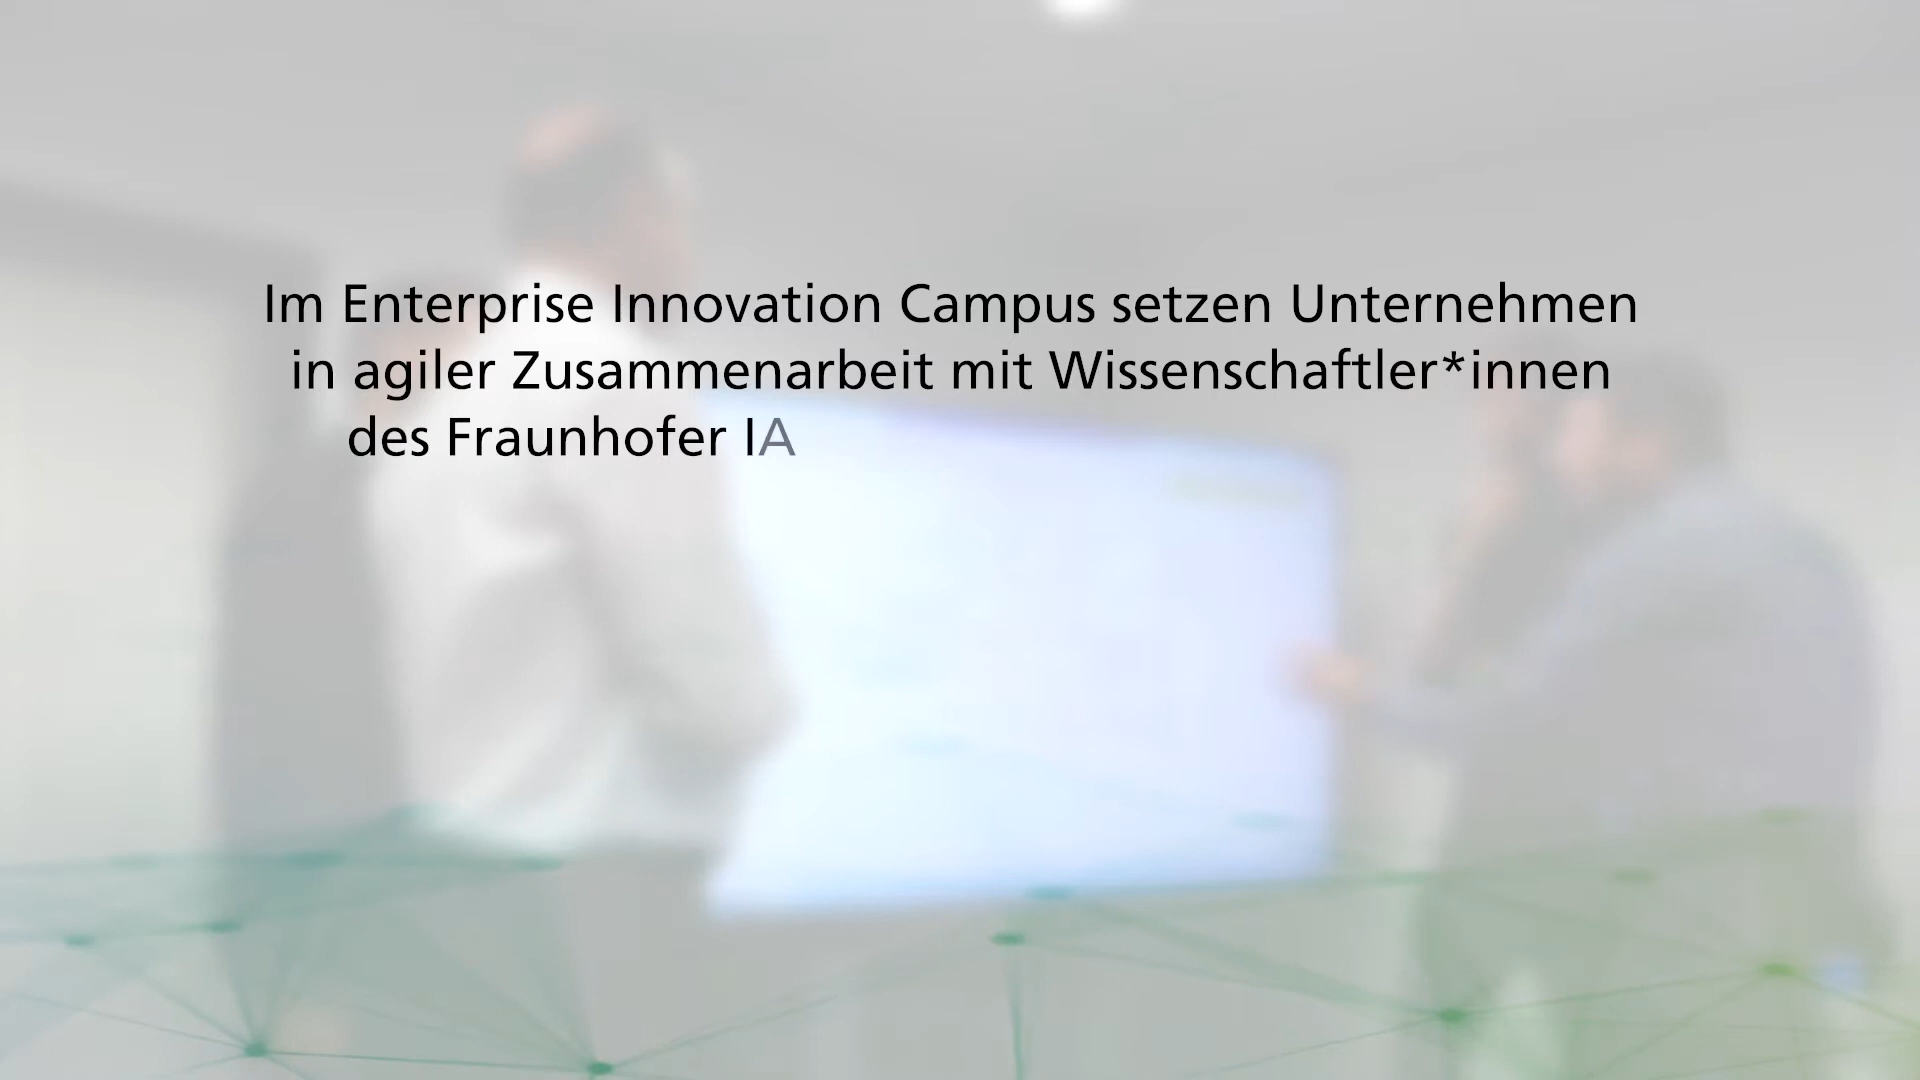 Im Enterprise Innovation Campus setzen Unternehmen
in agiler Zusammenarbeit mit Wissenschaftler*innen
des Fraunhofer IA